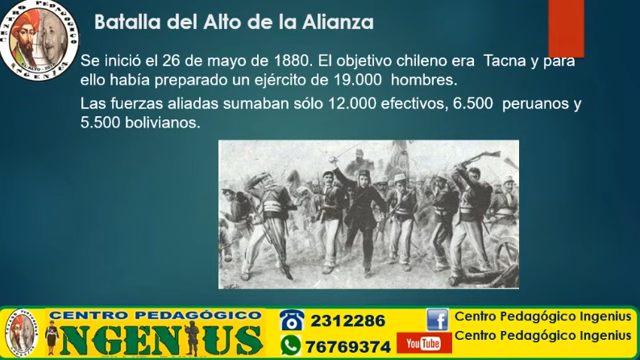 Batalla del Alto de la Alianza
Se inició el 26 de mayo de 1880. El objetivo chileno era Tacna y para
ello había preparado un ejército de 19.000 hombres.
Las fuerzas aliadas sumaban sólo 12.000 efectivos, 6.500 peruanos y
5.500 bolivianos.
CENTRO PEDAGÓGICO
INGENIUS
2312286
76769374
Centro Pedagógico Ingenius
YouTube
Centro Pedagógico Ingenius